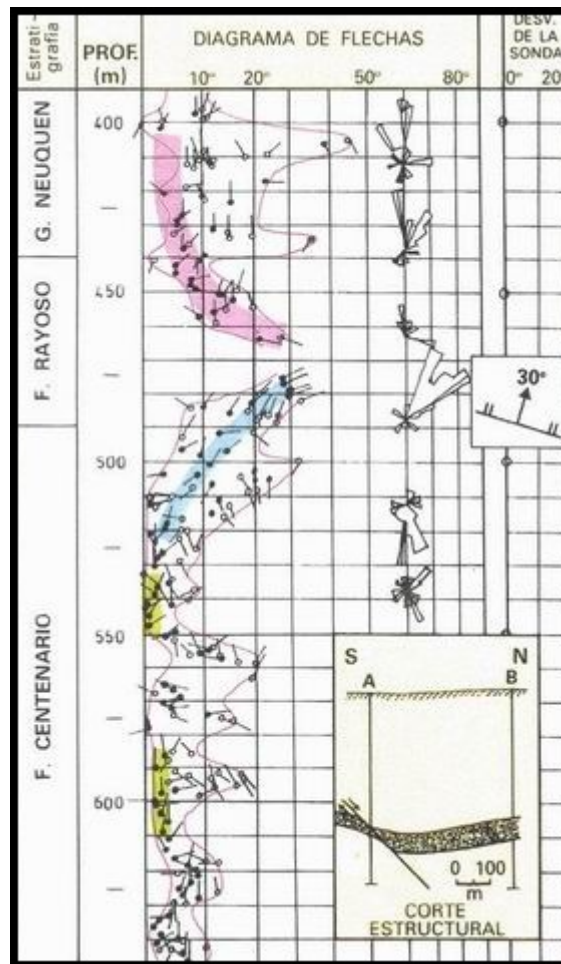 Estrati-
grafía
PROF.
(m)
DIAGRAMA DE FLECHAS
10° 20° 50° 80°
DESV.
DE LA
SONDA
0° 20
G. NEUQUEN
F. RAYOSO
F. CENTENARIO
400
450
500
550
600
30°
S N
A B
0 100
m
CORTE
ESTRUCTURAL